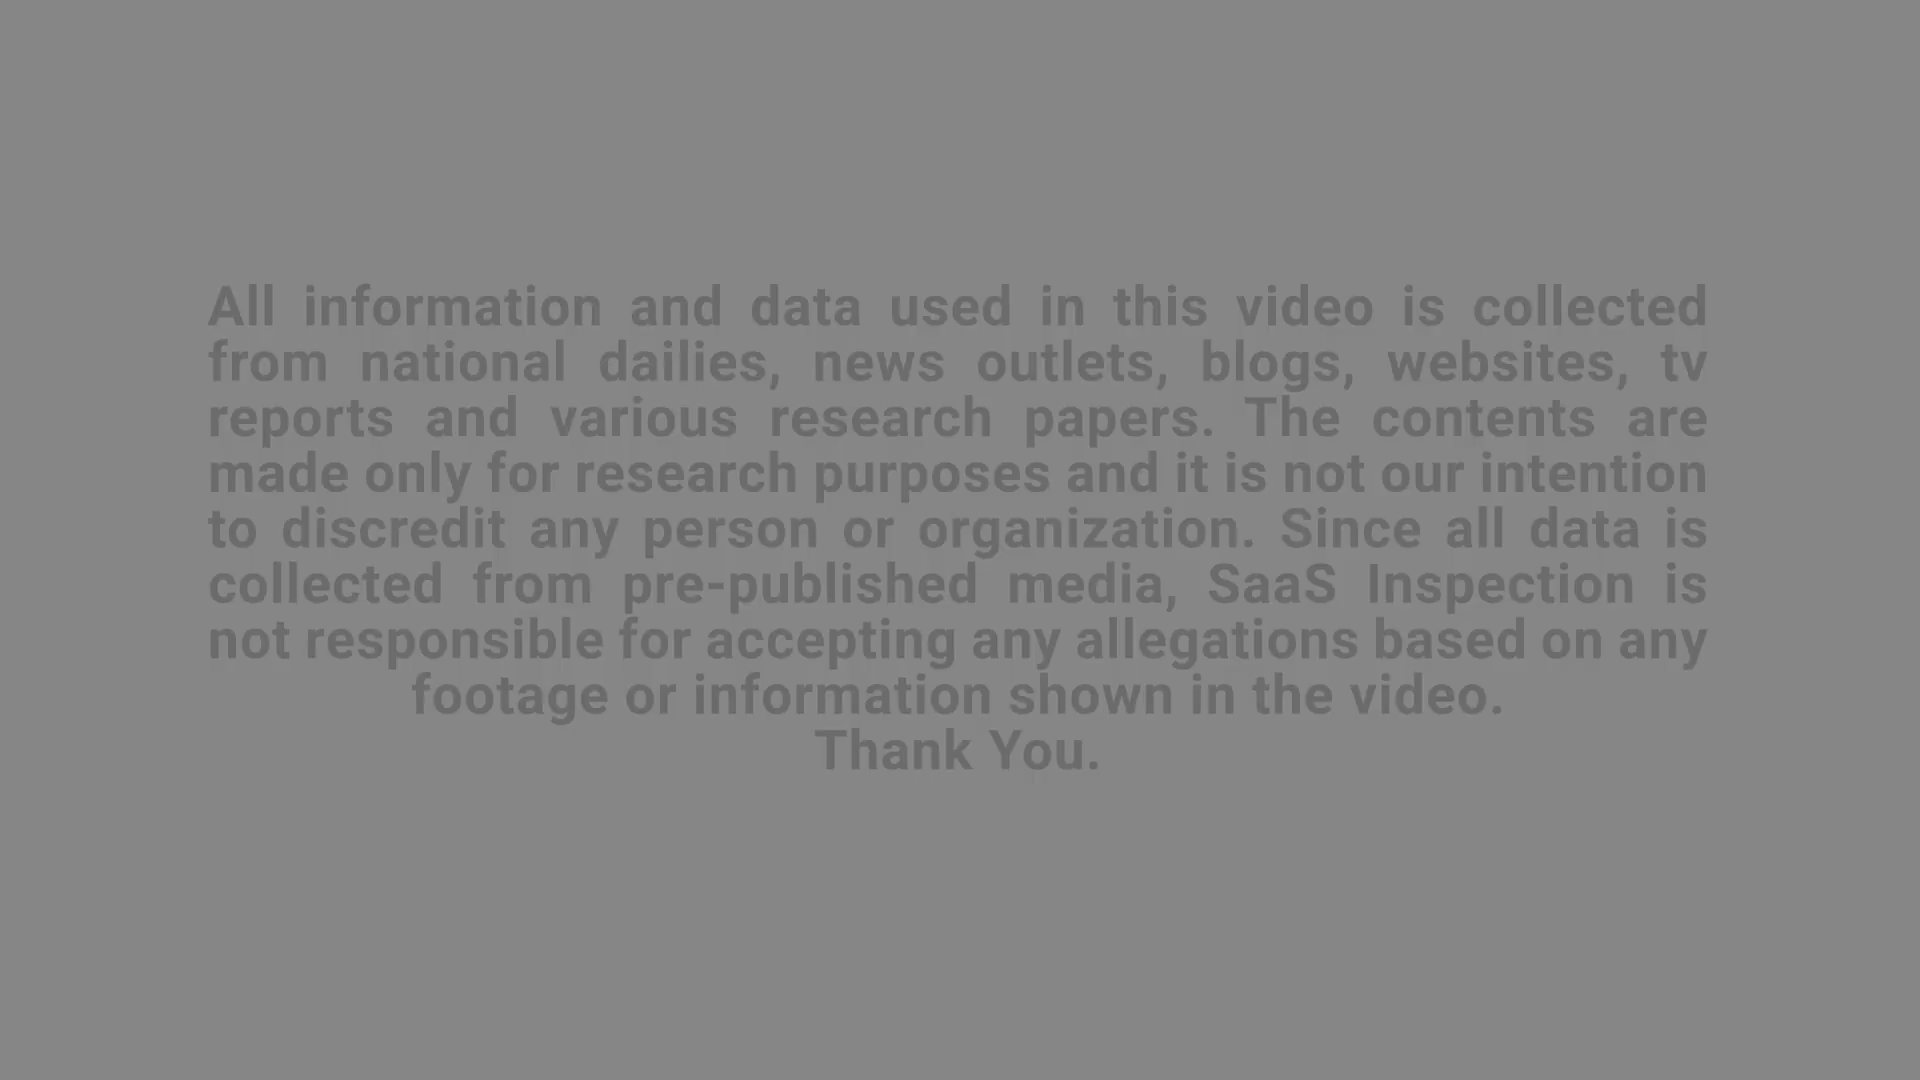 All information and data used in this video is collected
from national dailies, news outlets, blogs, websites, tv
reports and various research papers. The contents are
made only for research purposes and it is not our intention
to discredit any person or organization. Since all data is
collected from pre-published media, SaaS Inspection is
not responsible for accepting any allegations based on any
footage or information shown in the video.
Thank You.